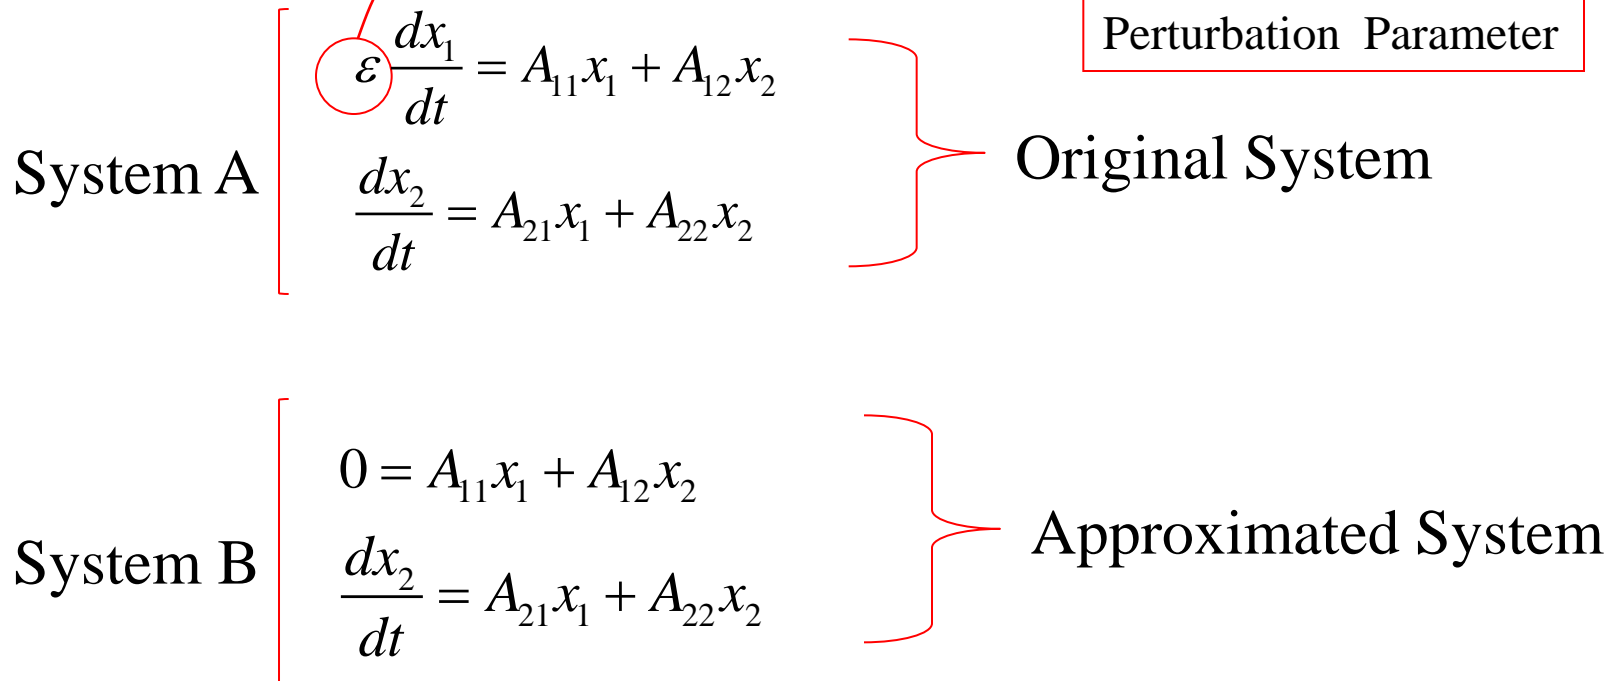 Perturbation Parameter
ε dx₁/dt = A₁₁x₁ + A₁₂x₂
System A
Original System
dx₂/dt = A₂₁x₁ + A₂₂x₂
0 = A₁₁x₁ + A₁₂x₂
System B
Approximated System
dx₂/dt = A₂₁x₁ + A₂₂x₂